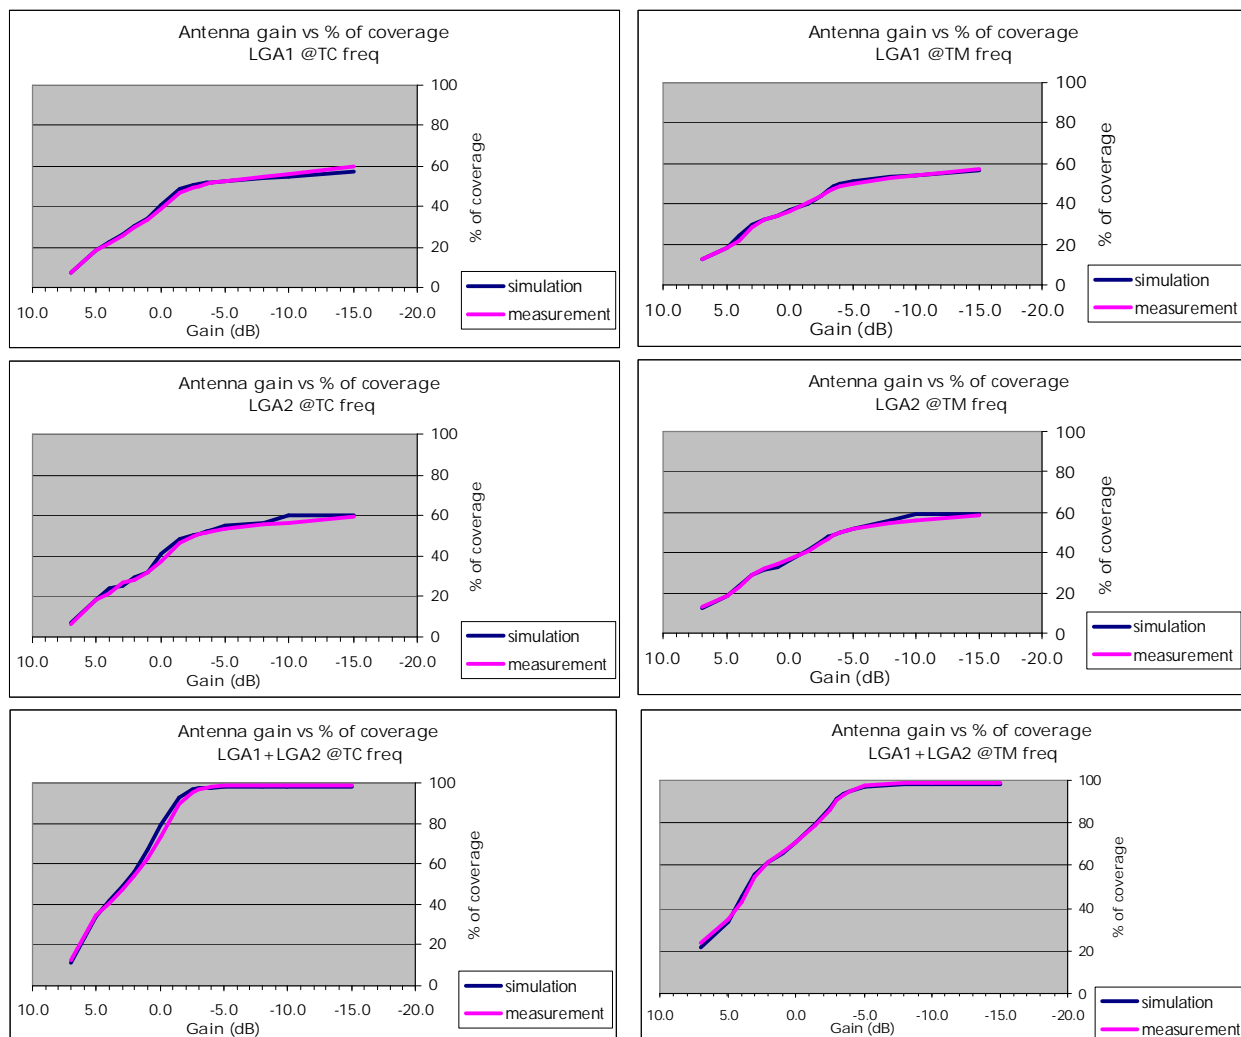 Antenna gain vs % of coverage
LGA1 @TC freq
100
80
60
40
20
0
% of coverage
10.0 5.0 0.0 -5.0 -10.0 -15.0 -20.0
Gain (dB)
simulation
measurement
Antenna gain vs % of coverage
LGA1 @TM freq
100
80
60
40
20
0
% of coverage
10.0 5.0 0.0 -5.0 -10.0 -15.0 -20.0
Gain (dB)
simulation
measurement
Antenna gain vs % of coverage
LGA2 @TC freq
100
80
60
40
20
0
% of coverage
10.0 5.0 0.0 -5.0 -10.0 -15.0 -20.0
Gain (dB)
simulation
measurement
Antenna gain vs % of coverage
LGA2 @TM freq
100
80
60
40
20
0
% of coverage
10.0 5.0 0.0 -5.0 -10.0 -15.0 -20.0
Gain (dB)
simulation
measurement
Antenna gain vs % of coverage
LGA1+LGA2 @TC freq
100
80
60
40
20
0
% of coverage
10.0 5.0 0.0 -5.0 -10.0 -15.0 -20.0
Gain (dB)
simulation
measurement
Antenna gain vs % of coverage
LGA1+LGA2 @TM freq
100
80
60
40
20
0
% of coverage
10.0 5.0 0.0 -5.0 -10.0 -15.0 -20.0
Gain (dB)
simulation
measurement